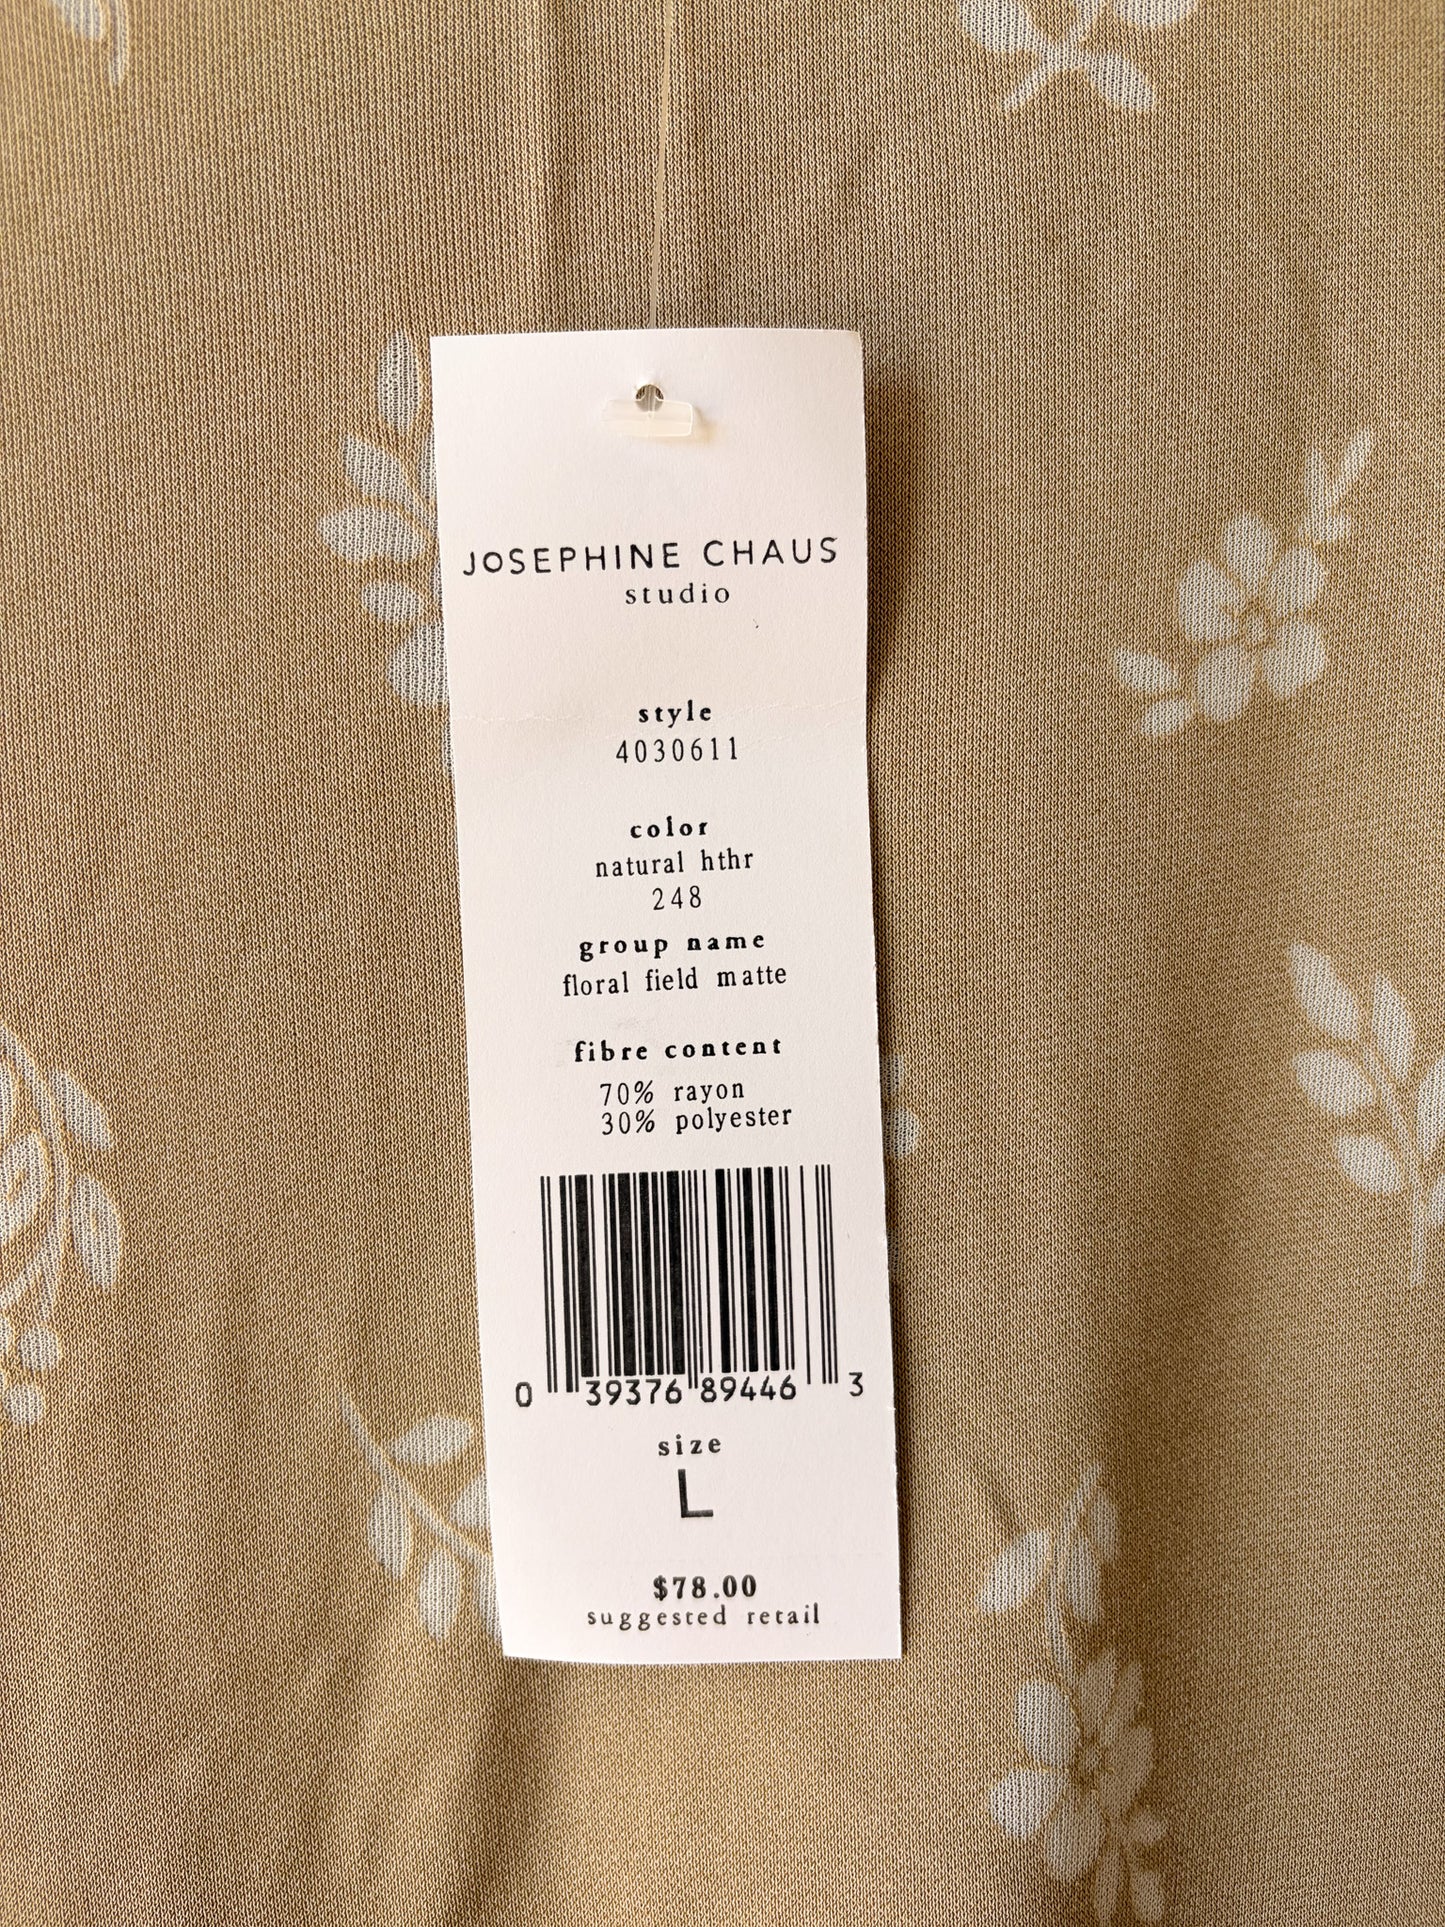 JOSEPHINE CHAUS
studio
style
4030611
color
natural hthr
248
group name
floral field matte
fibre content
70% rayon
30% polyester
0 39376 89446 3
size
L
$78.00
suggested retail